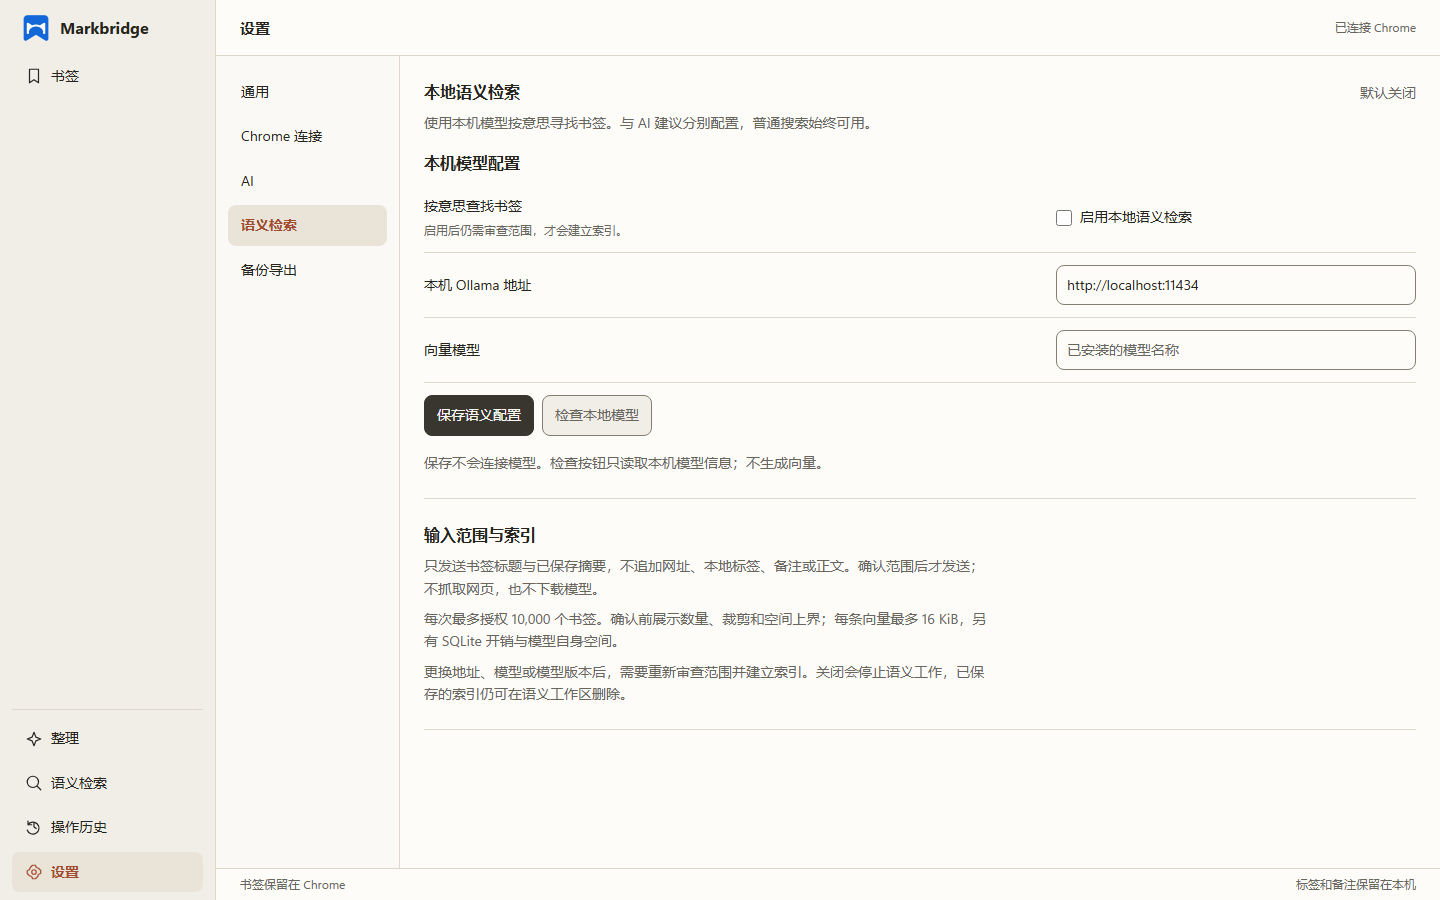 Markbridge
书签
整理
语义检索
操作历史
设置
设置
已连接 Chrome
通用
Chrome 连接
AI
语义检索
备份导出
本地语义检索
默认关闭
使用本机模型按意思寻找书签。与 AI 建议分别配置，普通搜索始终可用。
本机模型配置
按意思查找书签
启用后仍需审查范围，才会建立索引。
启用本地语义检索
本机 Ollama 地址
http://localhost:11434
向量模型
已安装的模型名称
保存语义配置
检查本地模型
保存不会连接模型。检查按钮只读取本机模型信息；不生成向量。
输入范围与索引
只发送书签标题与已保存摘要，不追加网址、本地标签、备注或正文。确认范围后才发送；
不抓取网页，也不下载模型。
每次最多授权 10,000 个书签。确认前展示数量、裁剪和空间上界；每条向量最多 16 KiB，另
有 SQLite 开销与模型自身空间。
更换地址、模型或模型版本后，需要重新审查范围并建立索引。关闭会停止语义工作，已保
存的索引仍可在语义工作区删除。
书签保留在 Chrome
标签和备注保留在本机